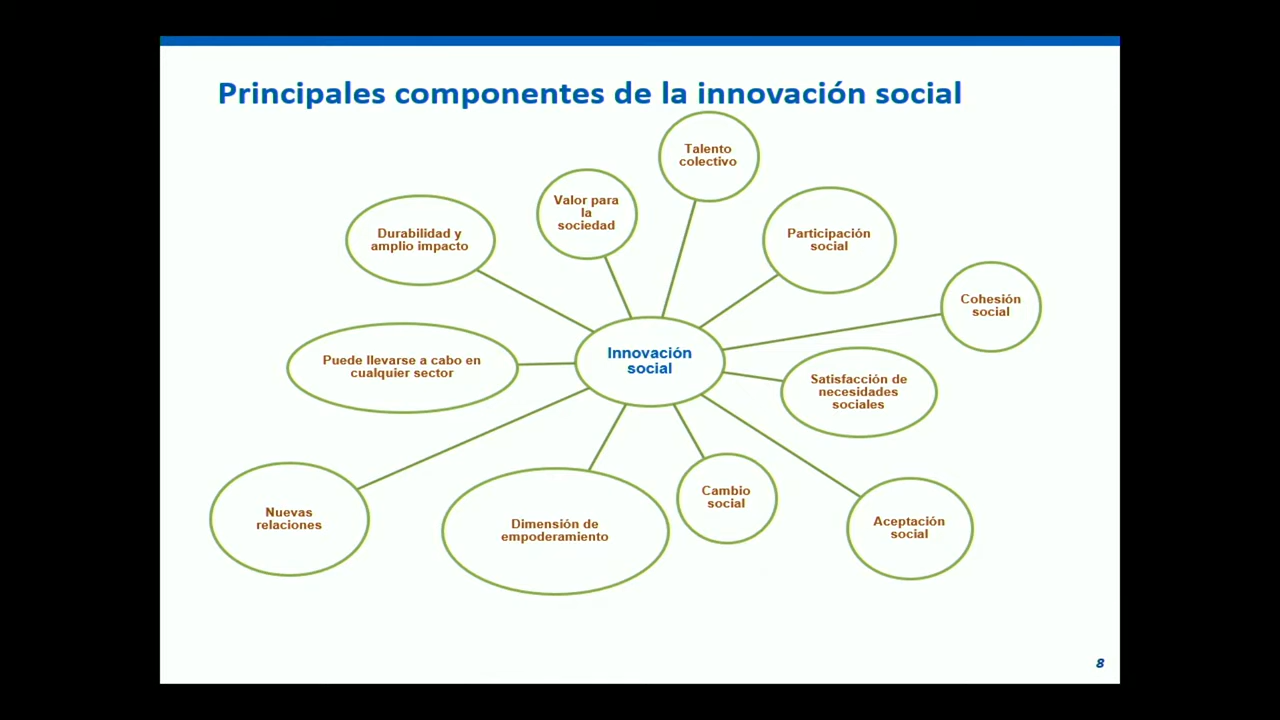 Principales componentes de la innovación social
Talento
colectivo
Valor para
la
sociedad
Durabilidad y
amplio impacto
Participación
social
Cohesión
social
Innovación
social
Puede llevarse a cabo en
cualquier sector
Satisfacción de
necesidades
sociales
Nuevas
relaciones
Dimensión de
empoderamiento
Cambio
social
Aceptación
social
8